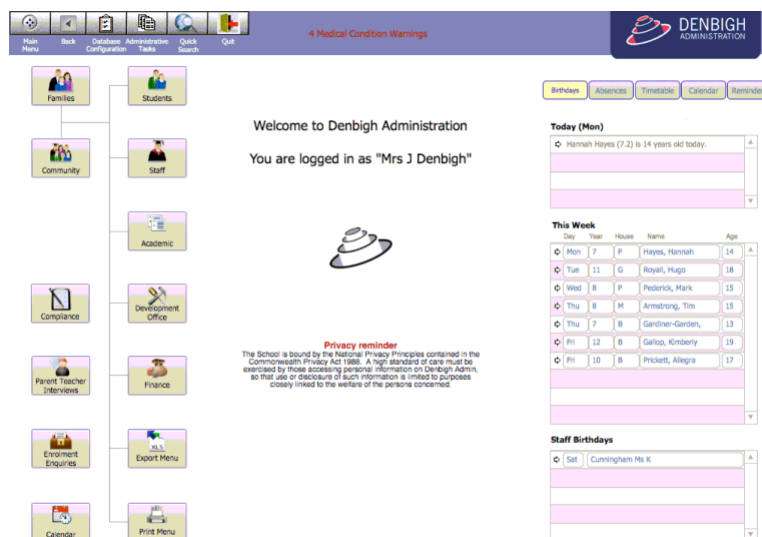 Main Menu
Back
Database Configuration
Administrative Tasks
Quick Search
Quit
4 Medical Condition Warnings
DENBIGH
ADMINISTRATION
Families
Students
Community
Staff
Academic
Compliance
Development Office
Parent Teacher Interviews
Finance
Enrolment Enquiries
XLS
Export Menu
Calendar
Print Menu
Welcome to Denbigh Administration
You are logged in as "Mrs J Denbigh"
Privacy reminder
The School is bound by the National Privacy Principles contained in the
Commonwealth Privacy Act 1988. A high standard of care must be
exercised by those accessing personal information on Denbigh Admin,
so that use or disclosure of such information is limited to purposes
closely linked to the welfare of the persons concerned.
Birthdays Absences Timetable Calendar Reminde
Today (Mon)
Hannah Hayes (7.2) is 14 years old today.
This Week
Day Year House Name Age
Mon 7 P Hayes, Hannah 14
Tue 11 G Royall, Hugo 18
Wed 8 P Pederick, Mark 15
Thu 8 M Armstrong, Tim 15
Thu 7 B Gardiner-Garden, 13
Fri 12 B Gallop, Kimberly 19
Fri 10 B Prickett, Allegra 17
Staff Birthdays
Sat Cunningham Ms K